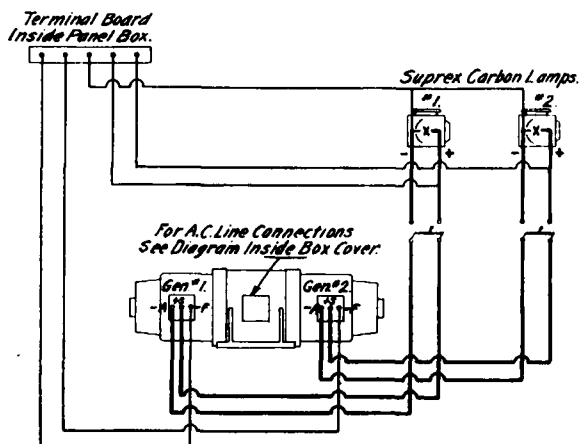 Terminal Board
Inside Panel Box.
Suprex Carbon Lamps.
#1.
#2.
X
X
- +
- +
For A.C. Line Connections
See Diagram Inside Box Cover.
Gen. #1.
Gen. #2.
-A +S -F
-A +S -F